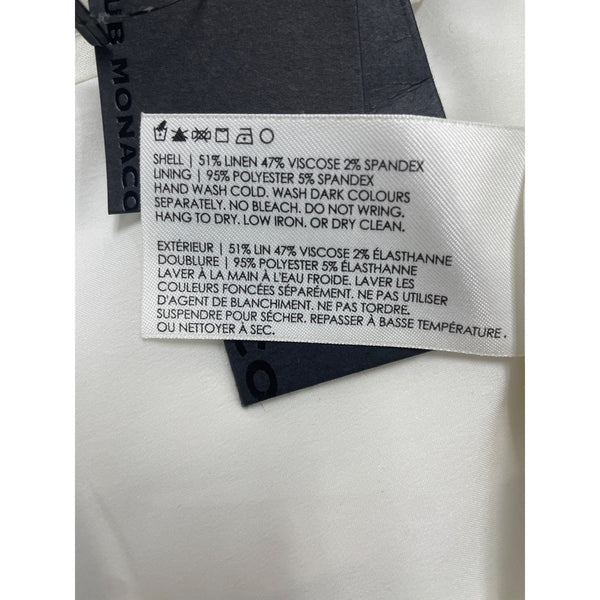 UB MONACO
SHELL | 51% LINEN 47% VISCOSE 2% SPANDEX
LINING | 95% POLYESTER 5% SPANDEX
HAND WASH COLD. WASH DARK COLOURS
SEPARATELY. NO BLEACH. DO NOT WRING.
HANG TO DRY. LOW IRON. OR DRY CLEAN.
EXTÉRIEUR | 51% LIN 47% VISCOSE 2% ÉLASTHANNE
DOUBLURE | 95% POLYESTER 5% ÉLASTHANNE
LAVER À LA MAIN À L'EAU FROIDE. LAVER LES
COULEURS FONCÉES SÉPARÉMENT. NE PAS UTILISER
D'AGENT DE BLANCHIMENT. NE PAS TORDRE.
SUSPENDRE POUR SÉCHER. REPASSER À BASSE TEMPÉRATURE.
OU NETTOYER À SEC.
CO